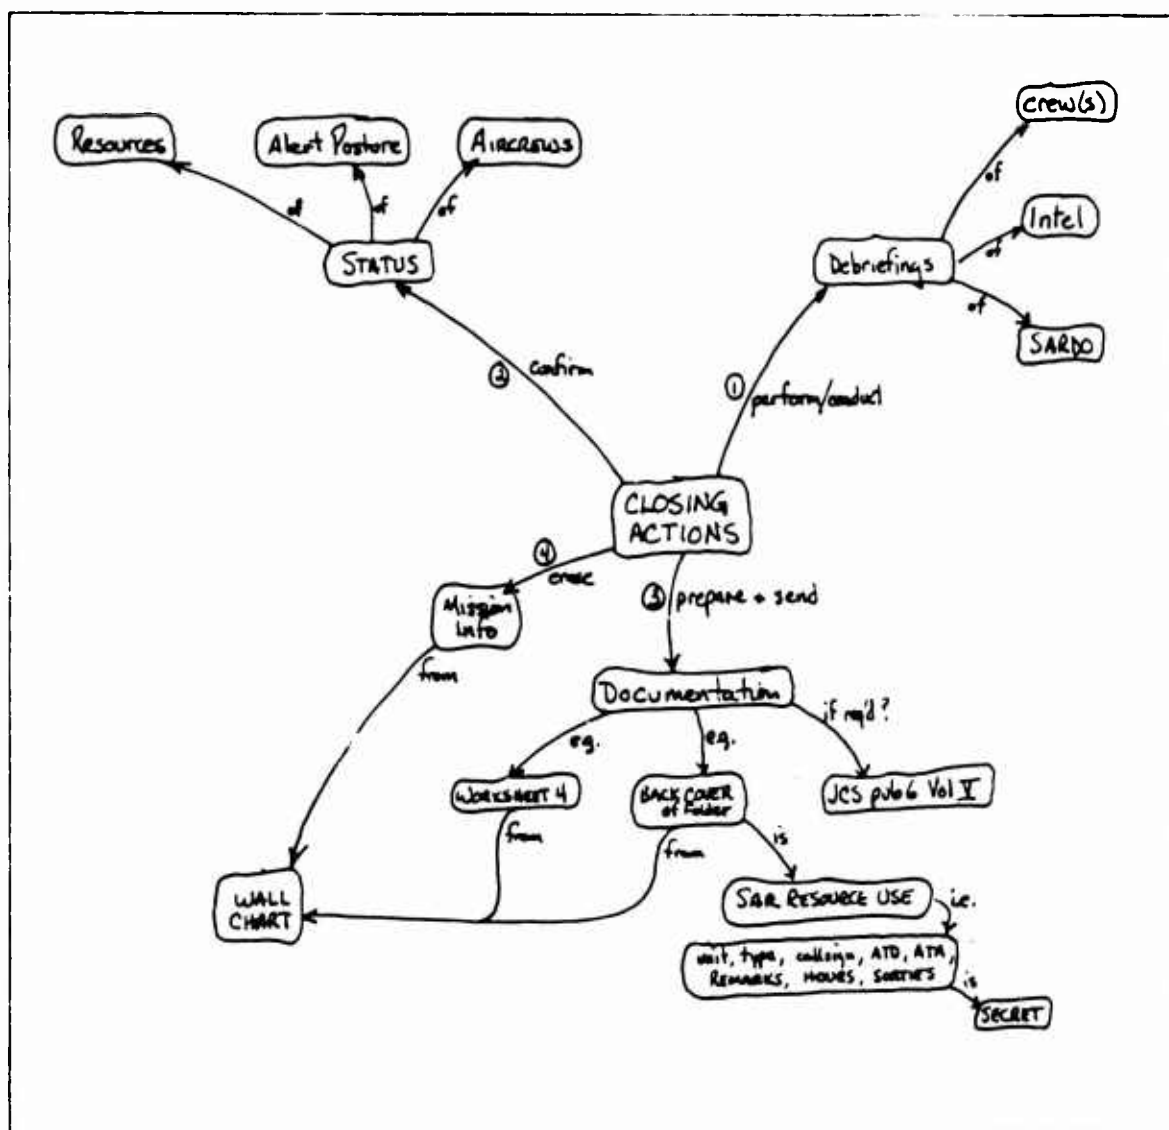 crew(s)
Resources
Alert Posture
AIRCREWS
of
of
of
of
Intel
STATUS
Debriefings
of
of
SARDO
② confirm
① perform/conduct
CLOSING
ACTIONS
④
erase
③ prepare + send
Mission
Info
from
Documentation
if req'd?
e.g.
e.g.
WORKSHEET 4
BACK COVER
of Folder
JCS pub 6 Vol V
from
from
is
WALL
CHART
SAR RESOURCE USE
i.e.
unit, type, callsign, ATD, ATA,
REMARKS, HOURS, SORTIES
is
SECRET